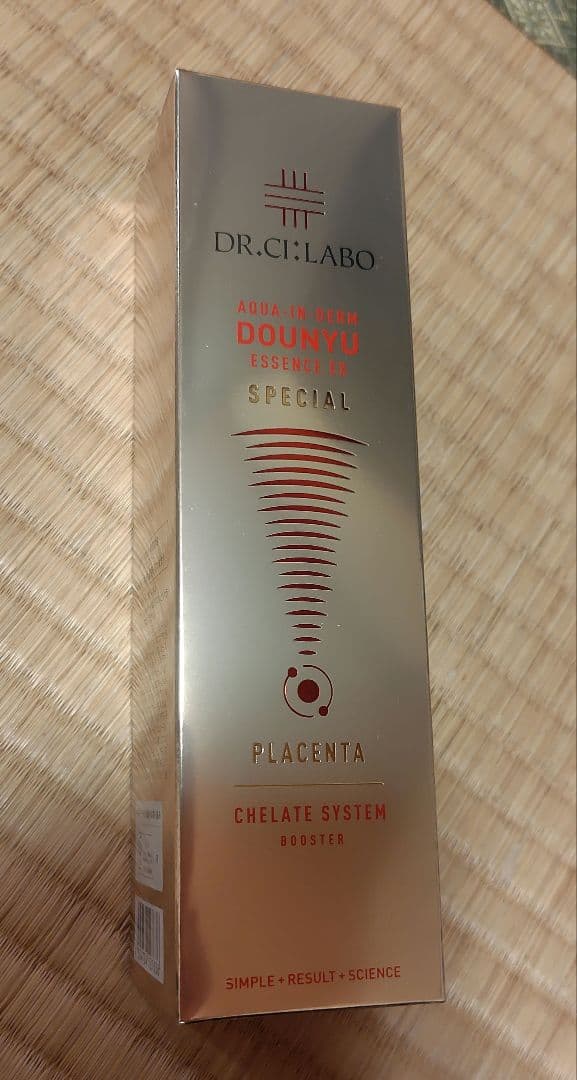 DR.CI:LABO
AQUA-IN-DERM
DOUNYU
ESSENCE EX
SPECIAL
PLACENTA
CHELATE SYSTEM
BOOSTER
SIMPLE+RESULT+SCIENCE